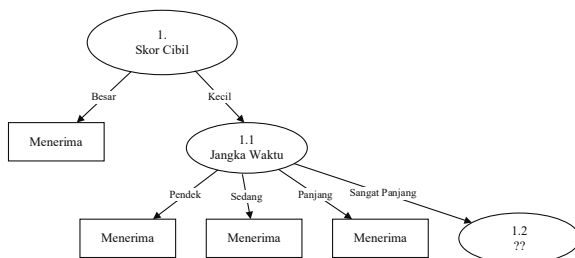 1.
Skor Cibil
Besar
Kecil
Menerima
1.1
Jangka Waktu
Pendek
Sedang
Panjang
Sangat Panjang
Menerima
Menerima
Menerima
1.2
??